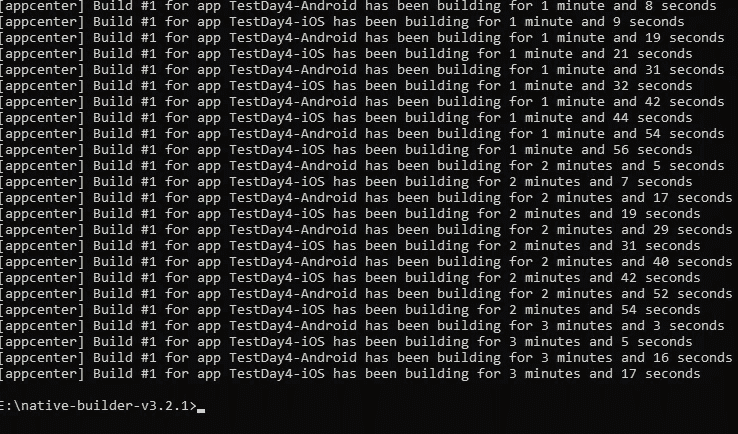 [appcenter] Build #1 for app TestDay4-Android has been building for 1 minute and 8 seconds
[appcenter] Build #1 for app TestDay4-iOS has been building for 1 minute and 9 seconds
[appcenter] Build #1 for app TestDay4-Android has been building for 1 minute and 19 seconds
[appcenter] Build #1 for app TestDay4-iOS has been building for 1 minute and 21 seconds
[appcenter] Build #1 for app TestDay4-Android has been building for 1 minute and 31 seconds
[appcenter] Build #1 for app TestDay4-iOS has been building for 1 minute and 32 seconds
[appcenter] Build #1 for app TestDay4-Android has been building for 1 minute and 42 seconds
[appcenter] Build #1 for app TestDay4-iOS has been building for 1 minute and 44 seconds
[appcenter] Build #1 for app TestDay4-Android has been building for 1 minute and 54 seconds
[appcenter] Build #1 for app TestDay4-iOS has been building for 1 minute and 56 seconds
[appcenter] Build #1 for app TestDay4-Android has been building for 2 minutes and 5 seconds
[appcenter] Build #1 for app TestDay4-iOS has been building for 2 minutes and 7 seconds
[appcenter] Build #1 for app TestDay4-Android has been building for 2 minutes and 17 seconds
[appcenter] Build #1 for app TestDay4-iOS has been building for 2 minutes and 19 seconds
[appcenter] Build #1 for app TestDay4-Android has been building for 2 minutes and 29 seconds
[appcenter] Build #1 for app TestDay4-iOS has been building for 2 minutes and 31 seconds
[appcenter] Build #1 for app TestDay4-Android has been building for 2 minutes and 40 seconds
[appcenter] Build #1 for app TestDay4-iOS has been building for 2 minutes and 42 seconds
[appcenter] Build #1 for app TestDay4-Android has been building for 2 minutes and 52 seconds
[appcenter] Build #1 for app TestDay4-iOS has been building for 2 minutes and 54 seconds
[appcenter] Build #1 for app TestDay4-Android has been building for 3 minutes and 3 seconds
[appcenter] Build #1 for app TestDay4-iOS has been building for 3 minutes and 5 seconds
[appcenter] Build #1 for app TestDay4-Android has been building for 3 minutes and 16 seconds
[appcenter] Build #1 for app TestDay4-iOS has been building for 3 minutes and 17 seconds
E:\native-builder-v3.2.1>